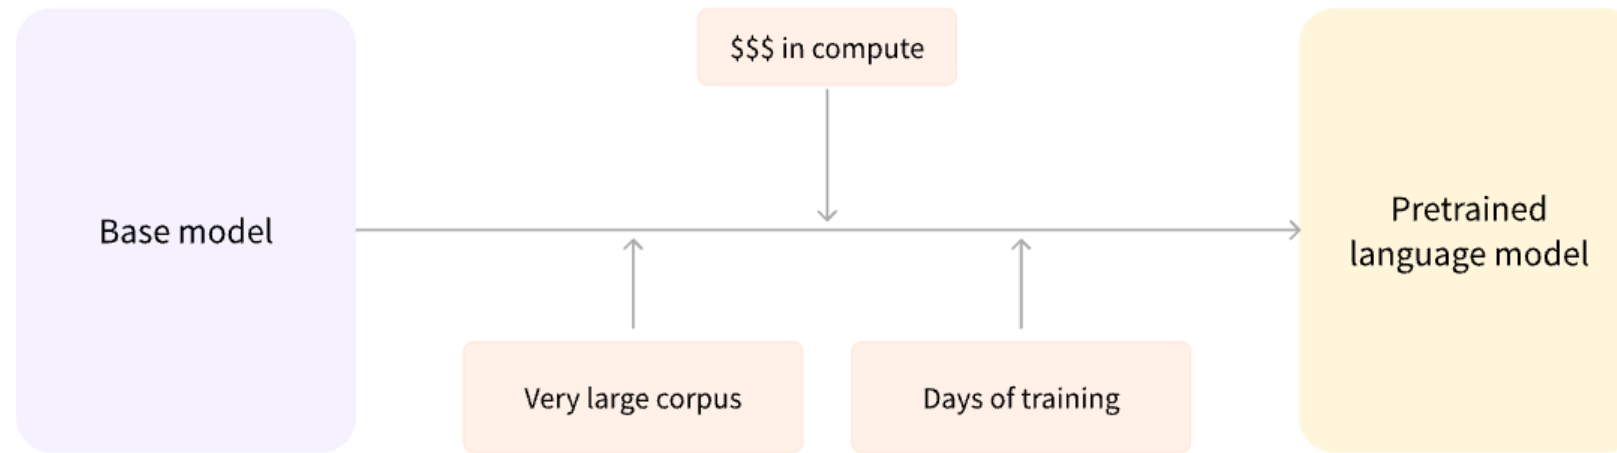 $$$ in compute
Base model
Pretrained
language model
Very large corpus
Days of training